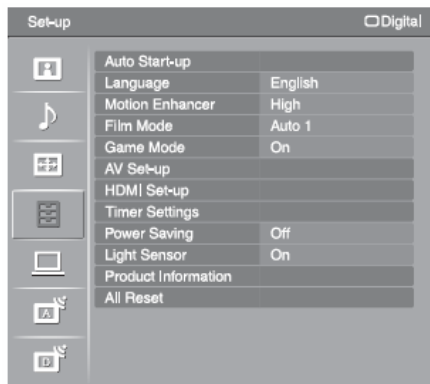 Set-up Digital
Auto Start-up
Language English
Motion Enhancer High
Film Mode Auto 1
Game Mode On
AV Set-up
HDMI Set-up
Timer Settings
Power Saving Off
Light Sensor On
Product Information
All Reset
A
D